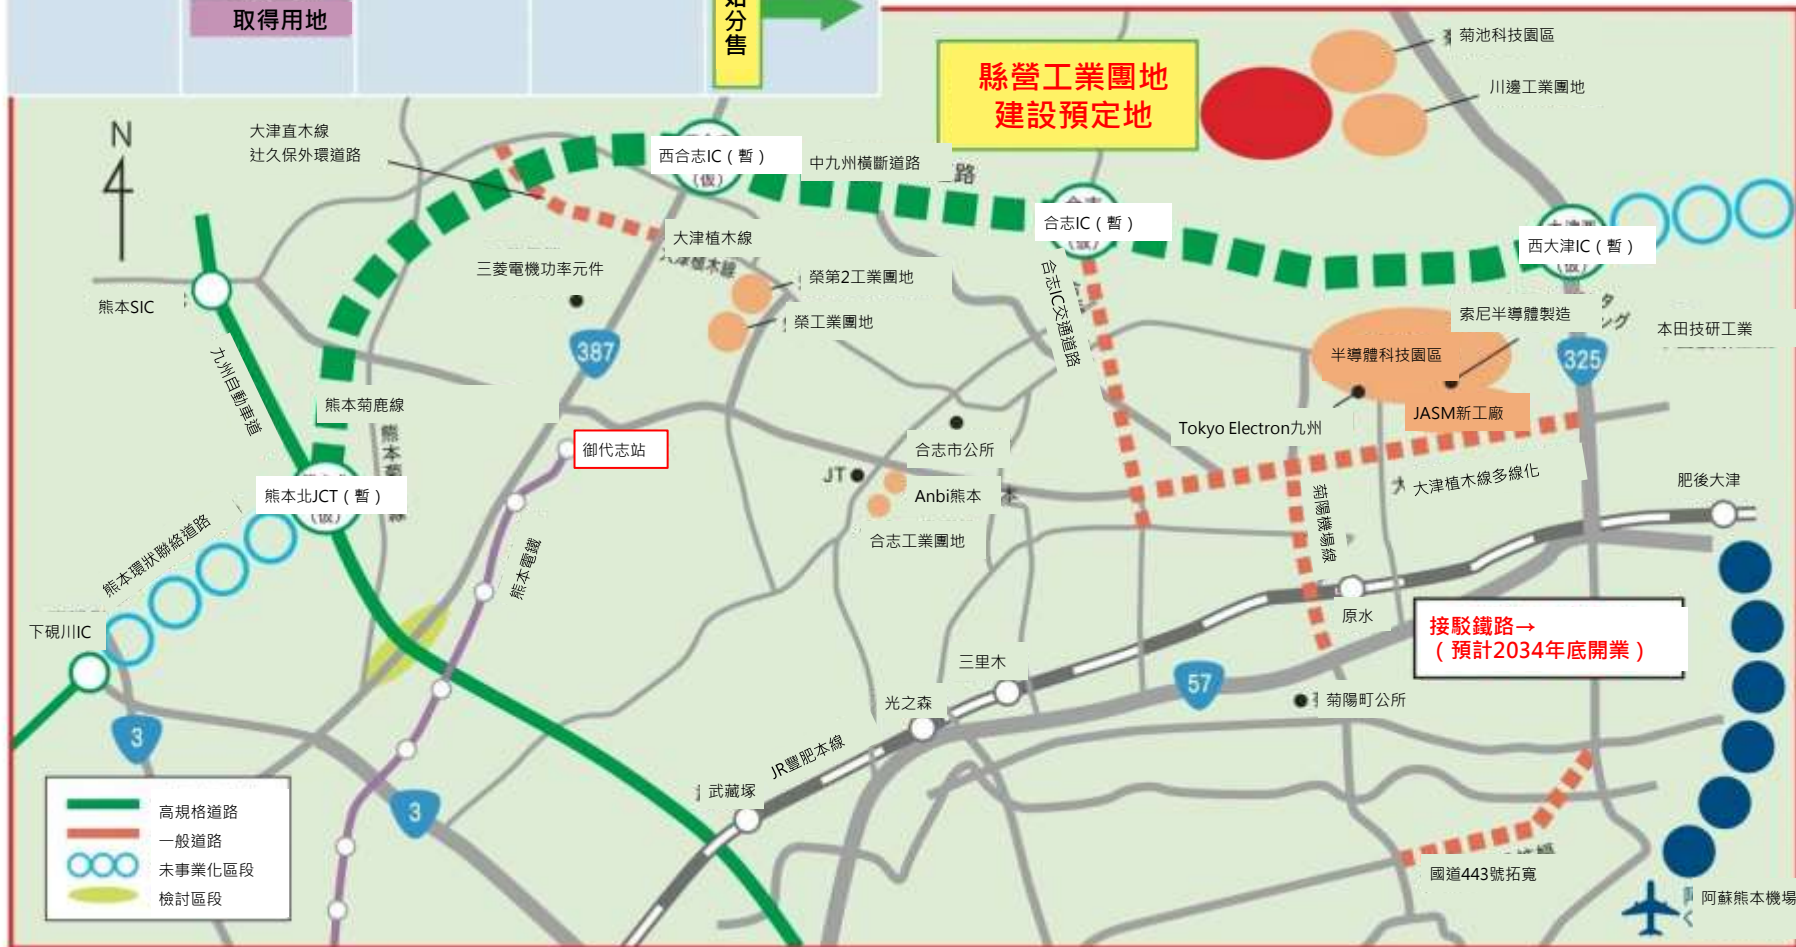 取得用地
始分售
縣營工業團地
建設預定地
菊池科技園區
川邊工業團地
N
大津直木線
辻久保外環道路
西合志IC（暫）
（仮）
中九州橫斷道路
路
合志IC（暫）
（仮）
西大津IC（暫）
（仮）
大津植木線
三菱電機功率元件
榮第2工業團地
榮工業團地
熊本SIC
九州自動車道
387
合志IC交通道路
索尼半導體製造
半導體科技園區
本田技研工業
325
JASM新工廠
Tokyo Electron九州
熊本菊鹿線
御代志站
合志市公所
JT
Anbi熊本
合志工業團地
熊本北JCT（暫）
（仮）
大津植木線多線化
肥後大津
菊陽機場線
熊本環狀聯絡道路
熊本電鐵
下硯川IC
原水
接駁鐵路→
（預計2034年底開業）
三里木
57
光之森
菊陽町公所
3
JR豐肥本線
武藏塚
3
高規格道路
一般道路
未事業化區段
檢討區段
國道443號拓寬
阿蘇熊本機場